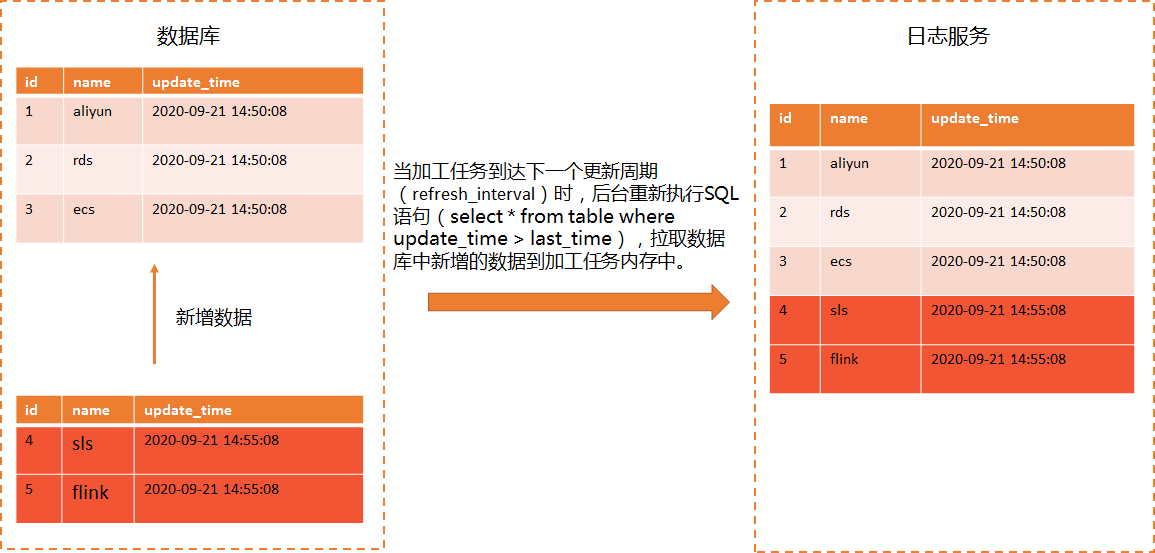 数据库
id name update_time
1 aliyun 2020-09-21 14:50:08
2 rds 2020-09-21 14:50:08
3 ecs 2020-09-21 14:50:08
新增数据
id name update_time
4 sls 2020-09-21 14:55:08
5 flink 2020-09-21 14:55:08
当加工任务到达下一个更新周期
（refresh_interval）时，后台重新执行SQL
语句（select * from table where
update_time > last_time），拉取数据
库中新增的数据到加工任务内存中。
日志服务
id name update_time
1 aliyun 2020-09-21 14:50:08
2 rds 2020-09-21 14:50:08
3 ecs 2020-09-21 14:50:08
4 sls 2020-09-21 14:55:08
5 flink 2020-09-21 14:55:08